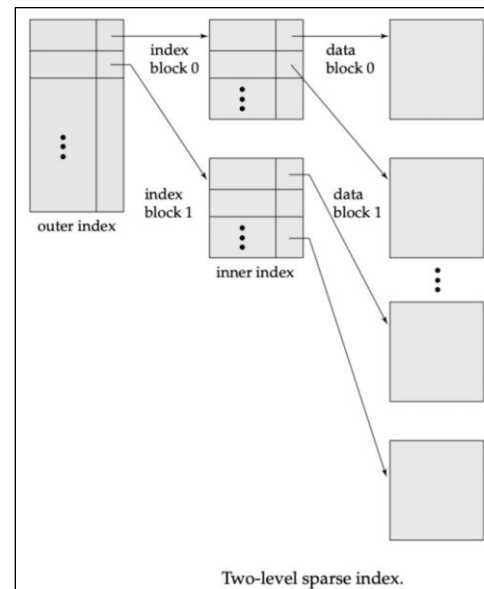 index
block 0
data
block 0
index
block 1
data
block 1
outer index
inner index
Two-level sparse index.